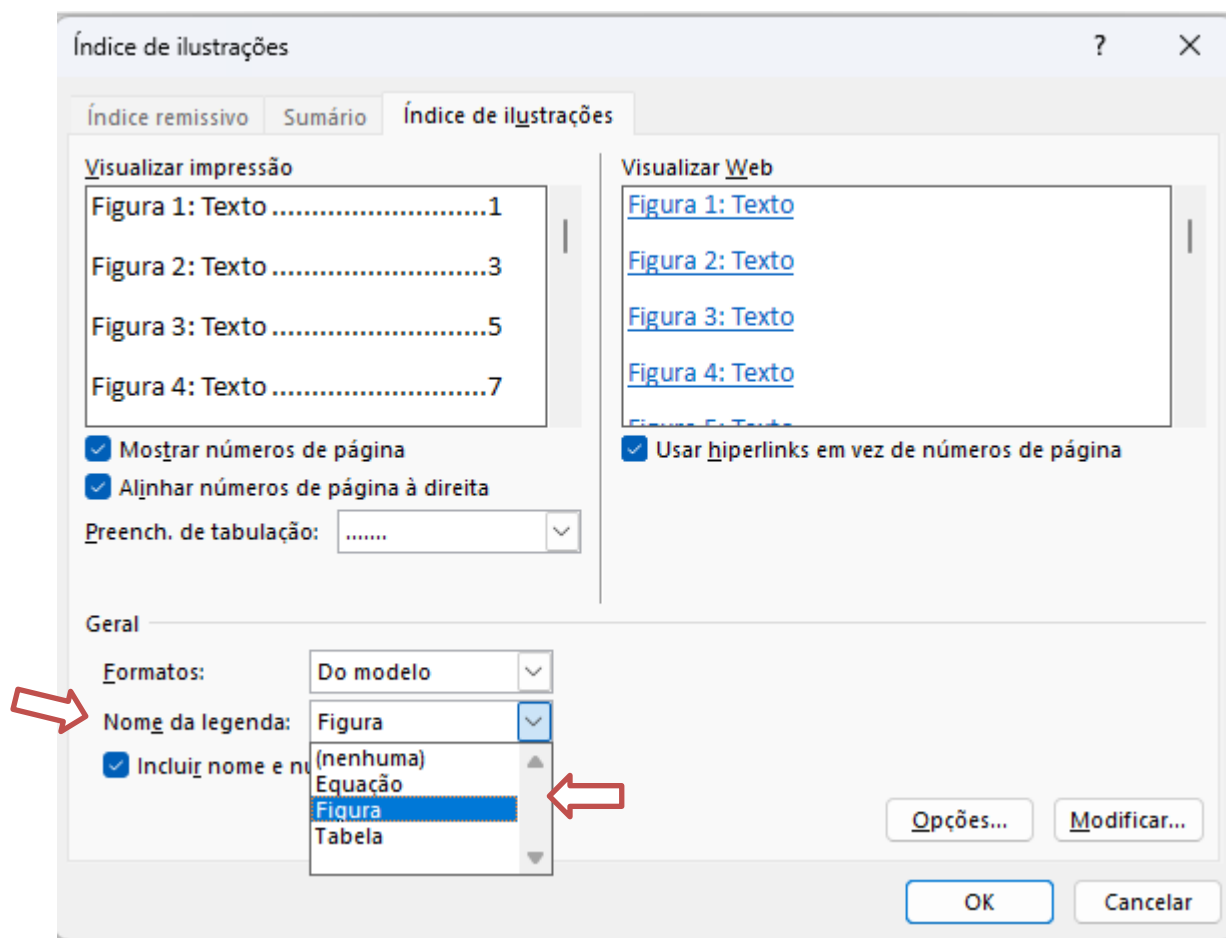 Índice de ilustrações ?
Índice remissivo Sumário Índice de ilustrações
Visualizar impressão
Figura 1: Texto...........................1
Figura 2: Texto...........................3
Figura 3: Texto...........................5
Figura 4: Texto...........................7
Mostrar números de página
Alinhar números de página à direita
Preench. de tabulação: .......
Visualizar Web
Figura 1: Texto
Figura 2: Texto
Figura 3: Texto
Figura 4: Texto
Usar hiperlinks em vez de números de página
Geral
Formatos: Do modelo
Nome da legenda: Figura
(nenhuma)
Equação
Figura
Tabela
Incluir nome e
Opções... Modificar...
OK Cancelar